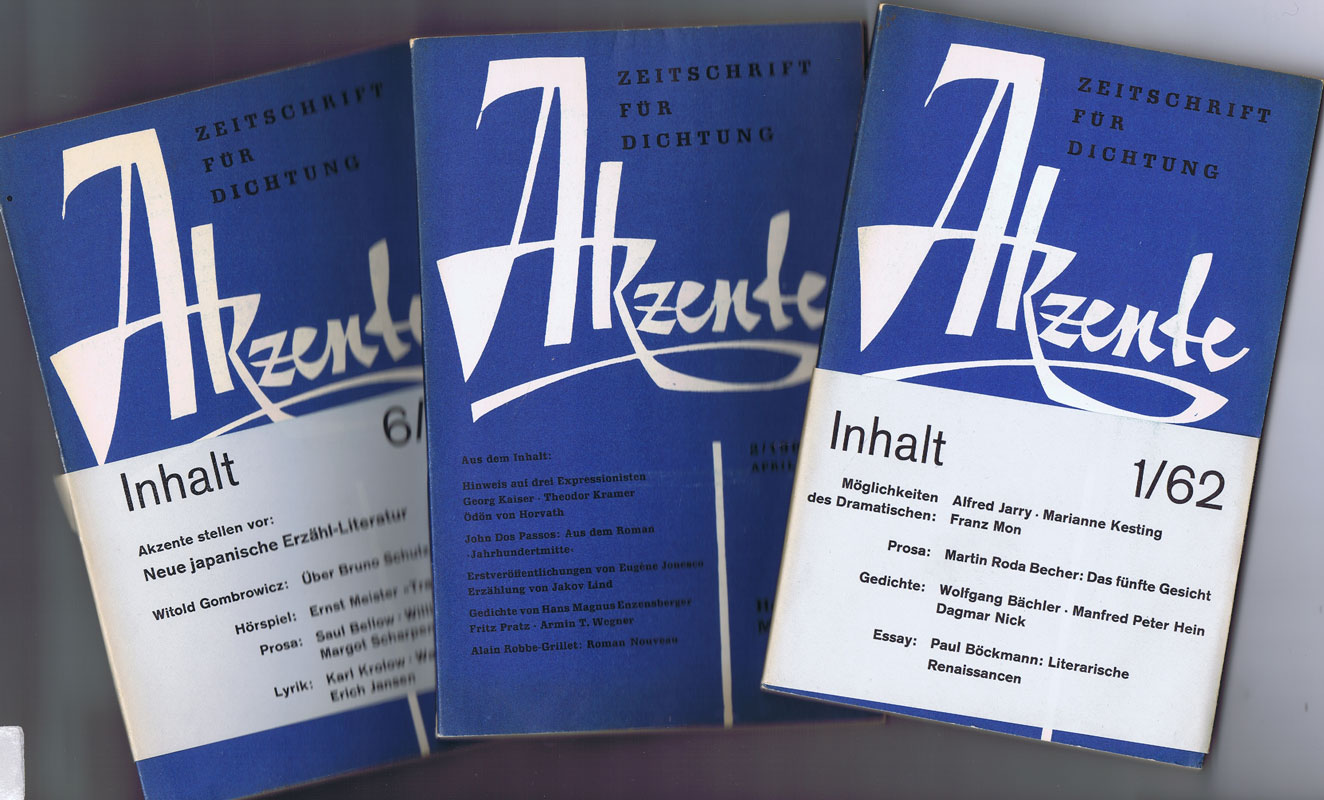 ZEITSCHRIFT
FÜR
DICHTUNG
Akzente
Inhalt
6/
Akzente stellen vor:
Neue japanische Erzähl-Literatur
Witold Gombrowicz: Über Bruno Schulz
Hörspiel: Ernst Meister
Prosa: Saul Bellow ·
Margot Scharpen
Lyrik: Karl Krolow ·
Erich Jansen
ZEITSCHRIFT
FÜR
DICHTUNG
Akzente
APRIL
Aus dem Inhalt:
Hinweis auf drei Expressionisten
Georg Kaiser · Theodor Kramer
Ödön von Horvath
John Dos Passos: Aus dem Roman
›Jahrhundertmitte‹
Erstveröffentlichungen von Eugène Jonesco
Erzählung von Jakov Lind
Gedichte von Hans Magnus Enzensberger
Fritz Pratz · Armin T. Wegner
Alain Robbe-Grillet: Roman Nouveau
ZEITSCHRIFT
FÜR
DICHTUNG
Akzente
Inhalt
1/62
Möglichkeiten Alfred Jarry · Marianne Kesting
des Dramatischen: Franz Mon
Prosa: Martin Roda Becher: Das fünfte Gesicht
Gedichte: Wolfgang Bächler · Manfred Peter Hein
Dagmar Nick
Essay: Paul Böckmann: Literarische
Renaissancen